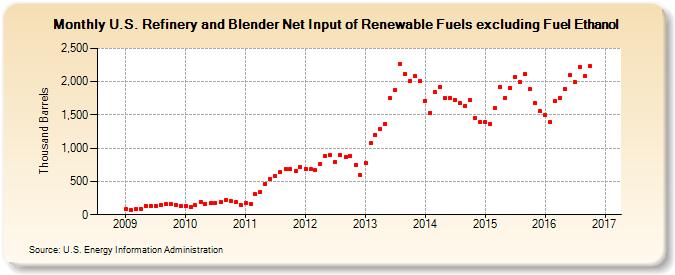 Monthly U.S. Refinery and Blender Net Input of Renewable Fuels excluding Fuel Ethanol
Thousand Barrels
2,500
2,000
1,500
1,000
500
0
2009 2010 2011 2012 2013 2014 2015 2016 2017
Source: U.S. Energy Information Administration